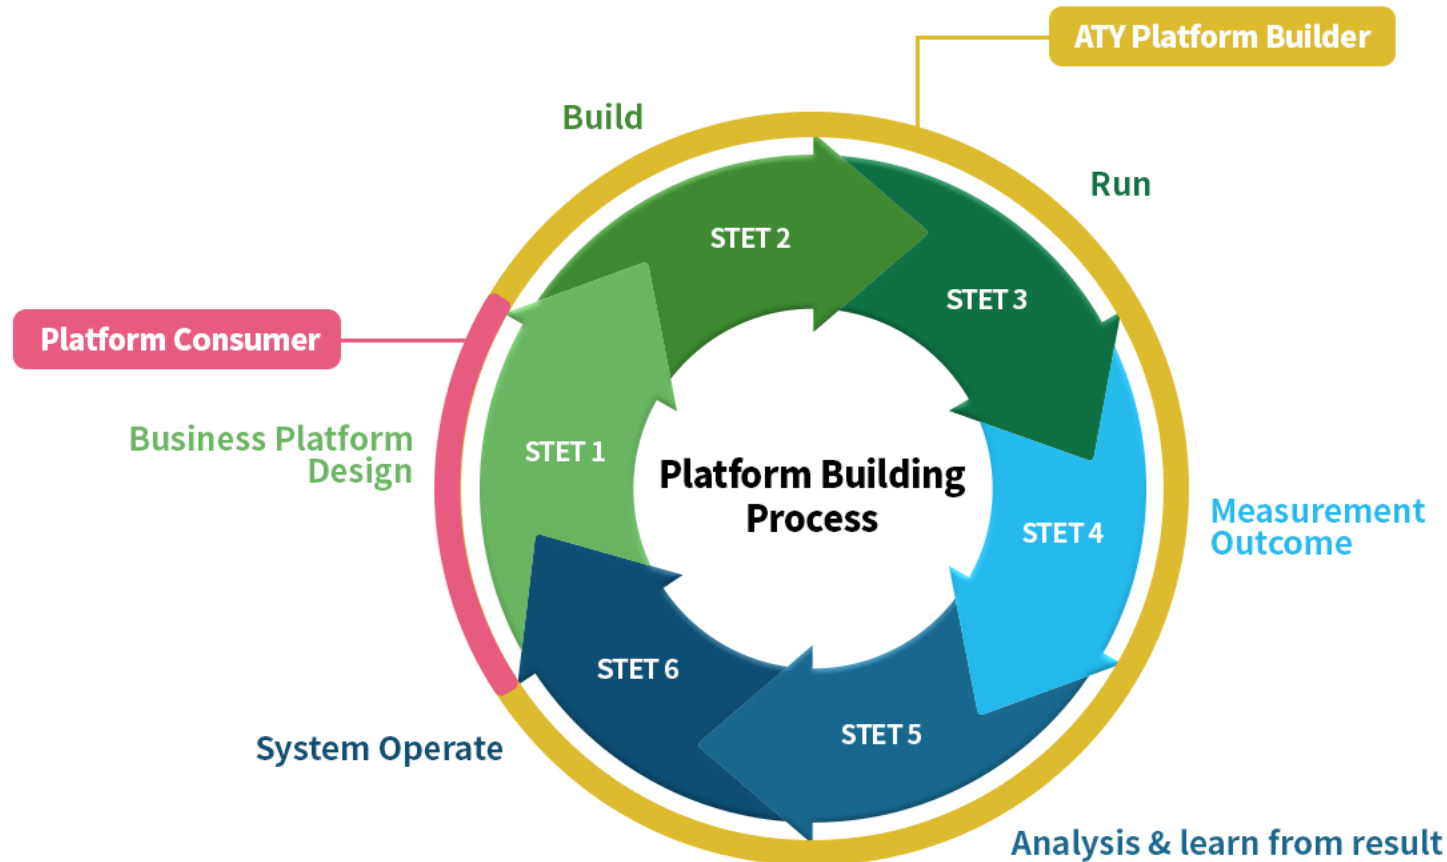 ATY Platform Builder
Build
Run
STET 2
STET 3
Platform Consumer
Business Platform
Design
STET 1
Platform Building
Process
STET 4
Measurement
Outcome
STET 6
STET 5
System Operate
Analysis & learn from result